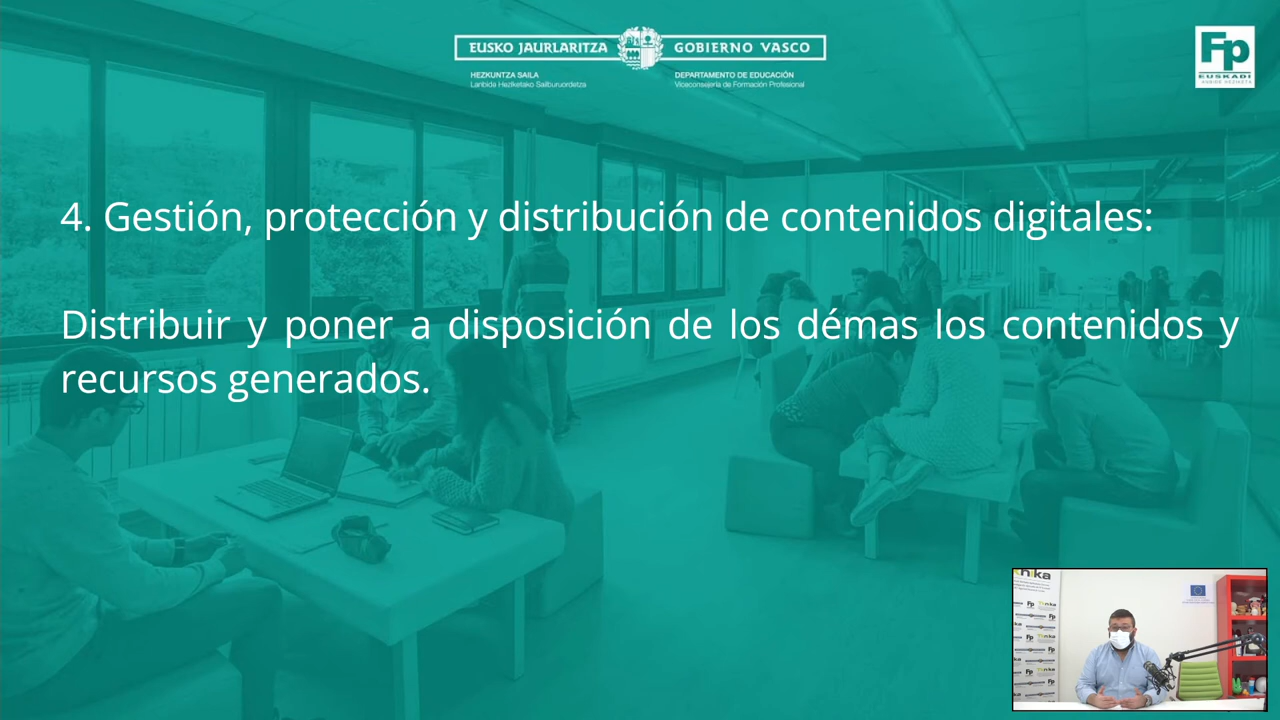 EUSKO JAURLARITZA GOBIERNO VASCO
HEZKUNTZA SAILA
Lanbide Heziketako Sailburuordetza
DEPARTAMENTO DE EDUCACIÓN
Viceconsejería de Formación Profesional
Fp
EUSKADI
4. Gestión, protección y distribución de contenidos digitales:
Distribuir y poner a disposición de los démas los contenidos y
recursos generados.